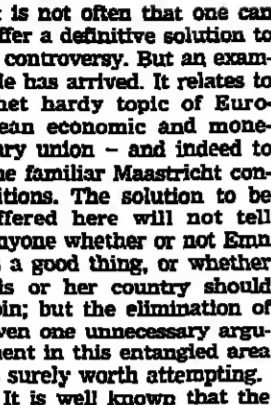 t is not often that one can
ffer a definitive solution to
controversy. But an exam-
le has arrived. It relates to
het hardy topic of Euro-
ean economic and mone-
ary union – and indeed to
he familiar Maastricht con-
itions. The solution to be
ffered here will not tell
nyone whether or not Emu
s a good thing, or whether
is or her country should
oin; but the elimination of
ven one unnecessary argu-
ment in this entangled area
surely worth attempting.
It is well known that the